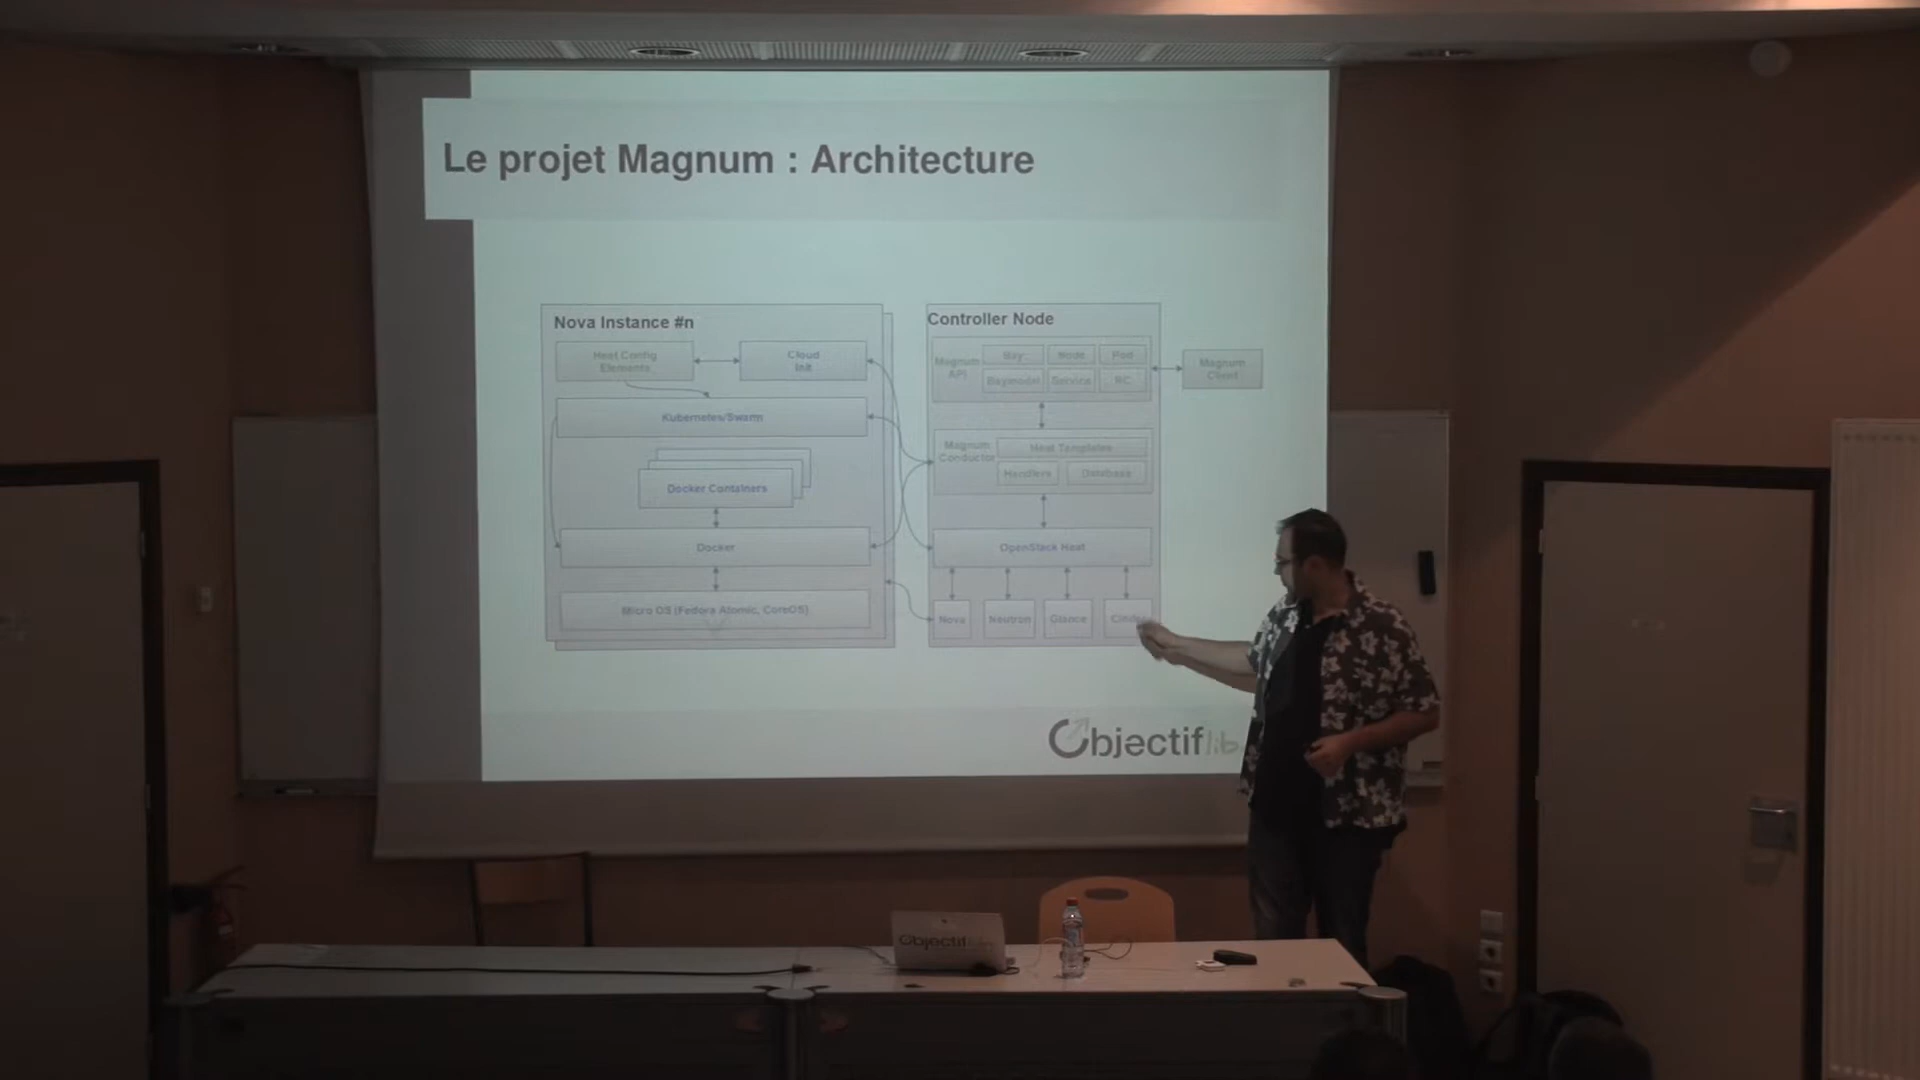 Le projet Magnum : Architecture
Nova Instance #n
Heat Config
Elements
Cloud
Init
Kubernetes/Swarm
Docker Containers
Docker
Micro OS (Fedora Atomic, CoreOS)
Controller Node
Magnum
API
Bay
Node
Pod
Baymodel
Service
RC
Magnum
Client
Magnum
Conductor
Heat Templates
Handlers
Database
OpenStack Heat
Nova
Neutron
Glance
Objectif
Objectif